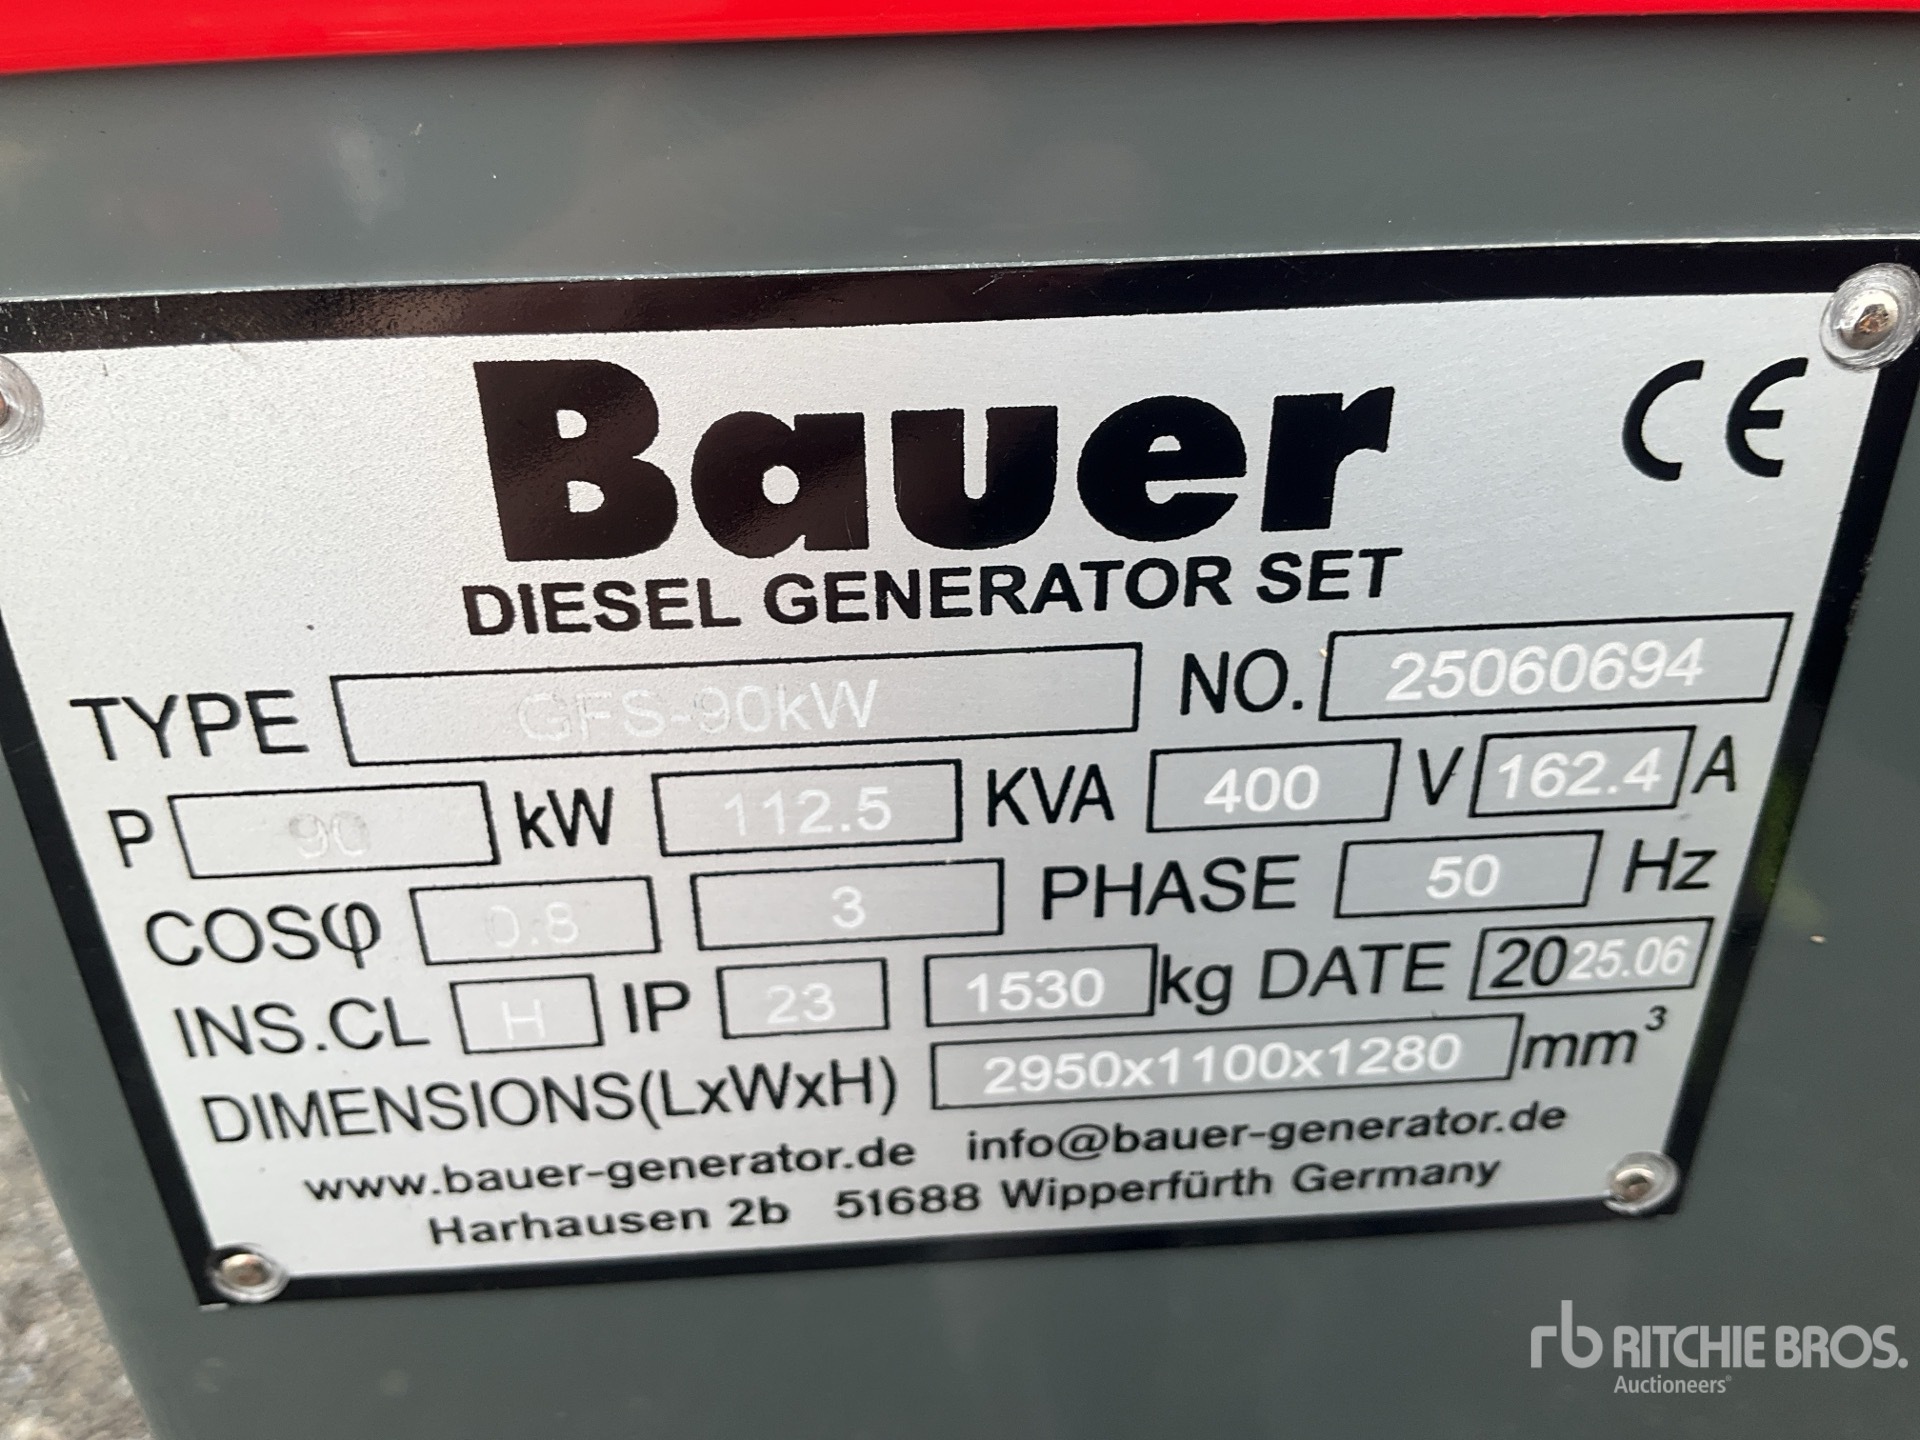 Bauer CE
DIESEL GENERATOR SET
TYPE GFS-90kW NO. 25060694
P 90 kW 112.5 KVA 400 V 162.4 A
COSφ 0.8 3 PHASE 50 Hz
INS.CL H IP 23 1530 kg DATE 2025.06
DIMENSIONS(LxWxH) 2950x1100x1280 mm³
www.bauer-generator.de info@bauer-generator.de
Harhausen 2b 51688 Wipperfürth Germany
rb RITCHIE BROS.
Auctioneers